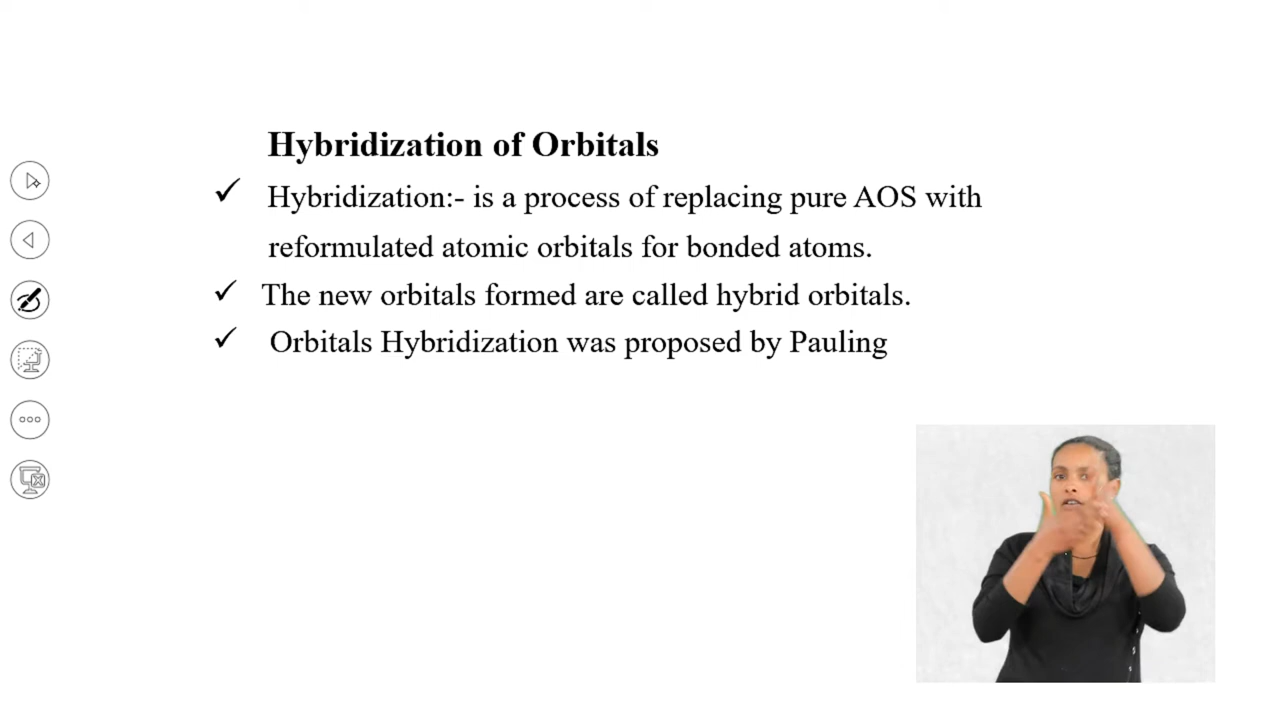 Hybridization of Orbitals
✓ Hybridization:- is a process of replacing pure AOS with
reformulated atomic orbitals for bonded atoms.
✓ The new orbitals formed are called hybrid orbitals.
✓ Orbitals Hybridization was proposed by Pauling